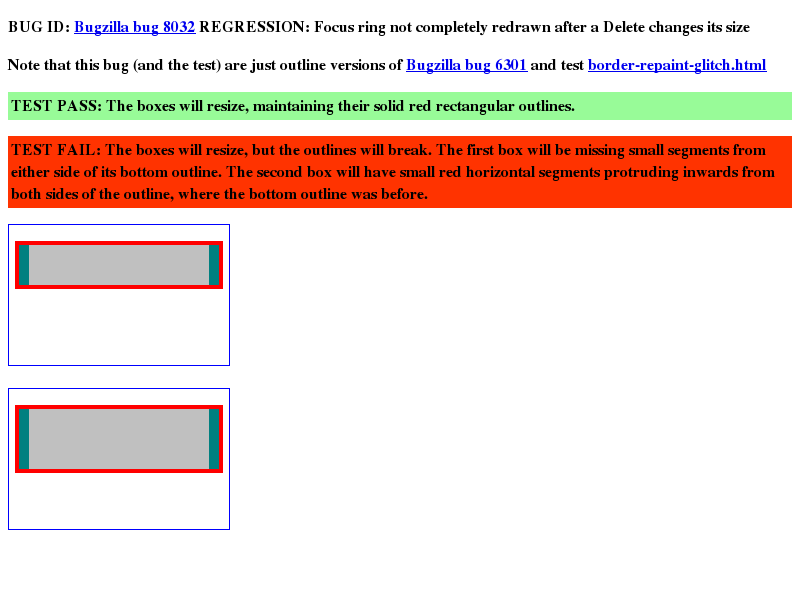 BUG ID: Bugzilla bug 8032 REGRESSION: Focus ring not completely redrawn after a Delete changes its size
Note that this bug (and the test) are just outline versions of Bugzilla bug 6301 and test border-repaint-glitch.html
TEST PASS: The boxes will resize, maintaining their solid red rectangular outlines.
TEST FAIL: The boxes will resize, but the outlines will break. The first box will be missing small segments from
either side of its bottom outline. The second box will have small red horizontal segments protruding inwards from
both sides of the outline, where the bottom outline was before.